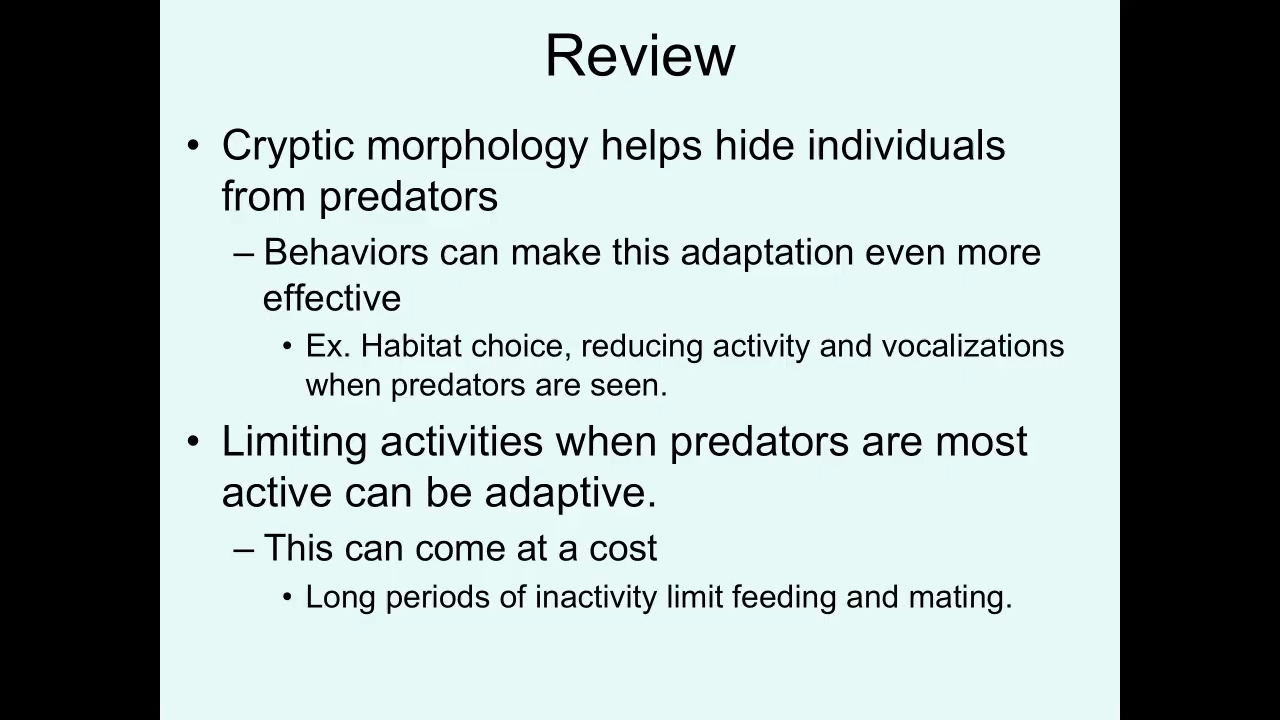 Review
• Cryptic morphology helps hide individuals
from predators
– Behaviors can make this adaptation even more
effective
• Ex. Habitat choice, reducing activity and vocalizations
when predators are seen.
• Limiting activities when predators are most
active can be adaptive.
– This can come at a cost
• Long periods of inactivity limit feeding and mating.